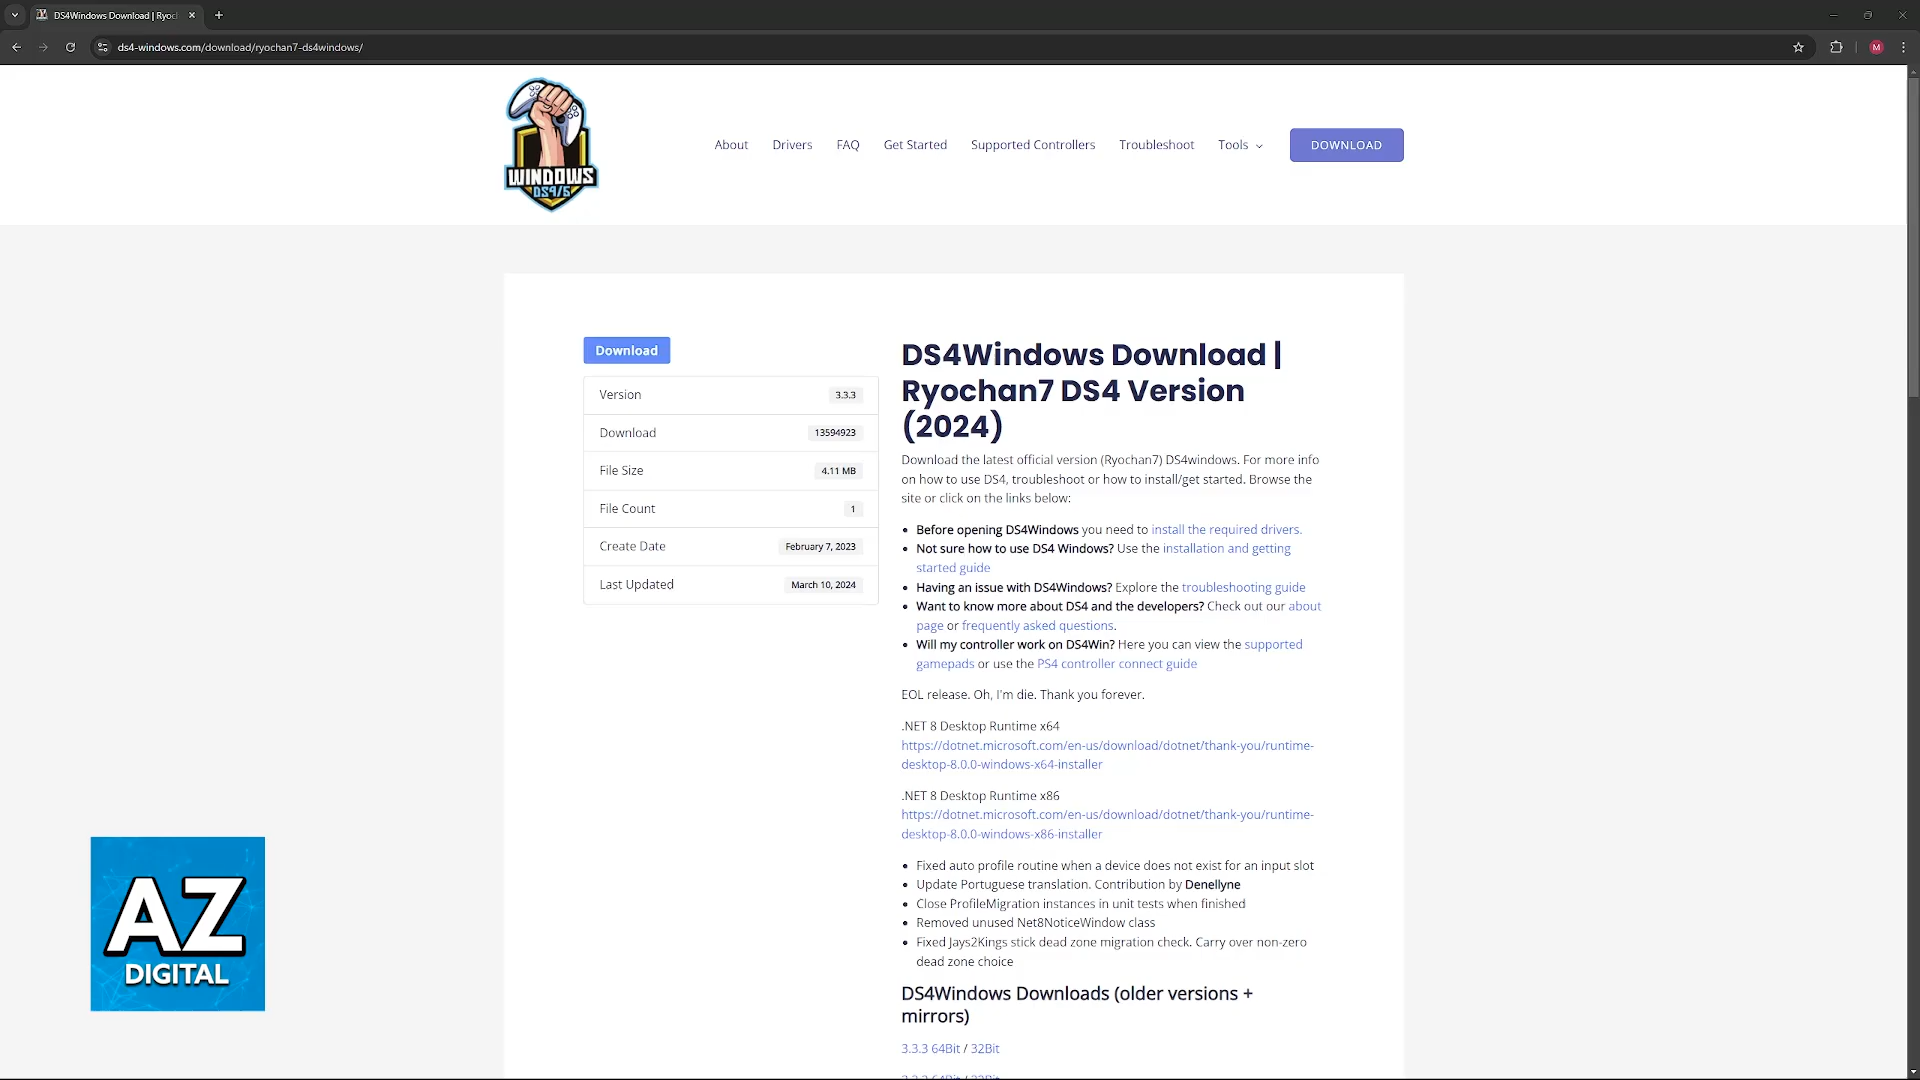 DS4Windows Download | Ryoc
ds4-windows.com/download/ryochan7-ds4windows/
M
WINDOWS
DS4/5
About
Drivers
FAQ
Get Started
Supported Controllers
Troubleshoot
Tools
DOWNLOAD
Download
Version 3.3.3
Download 13594923
File Size 4.11 MB
File Count 1
Create Date February 7, 2023
Last Updated March 10, 2024
DS4Windows Download |
Ryochan7 DS4 Version
(2024)
Download the latest official version (Ryochan7) DS4windows. For more info
on how to use DS4, troubleshoot or how to install/get started. Browse the
site or click on the links below:
Before opening DS4Windows you need to install the required drivers.
Not sure how to use DS4 Windows? Use the installation and getting
started guide
Having an issue with DS4Windows? Explore the troubleshooting guide
Want to know more about DS4 and the developers? Check out our about
page or frequently asked questions.
Will my controller work on DS4Win? Here you can view the supported
gamepads or use the PS4 controller connect guide
EOL release. Oh, I'm die. Thank you forever.
.NET 8 Desktop Runtime x64
https://dotnet.microsoft.com/en-us/download/dotnet/thank-you/runtime-
desktop-8.0.0-windows-x64-installer
.NET 8 Desktop Runtime x86
https://dotnet.microsoft.com/en-us/download/dotnet/thank-you/runtime-
desktop-8.0.0-windows-x86-installer
Fixed auto profile routine when a device does not exist for an input slot
Update Portuguese translation. Contribution by Denellyne
Close ProfileMigration instances in unit tests when finished
Removed unused Net8NoticeWindow class
Fixed Jays2Kings stick dead zone migration check. Carry over non-zero
dead zone choice
DS4Windows Downloads (older versions +
mirrors)
3.3.3 64Bit / 32Bit
AZ
DIGITAL